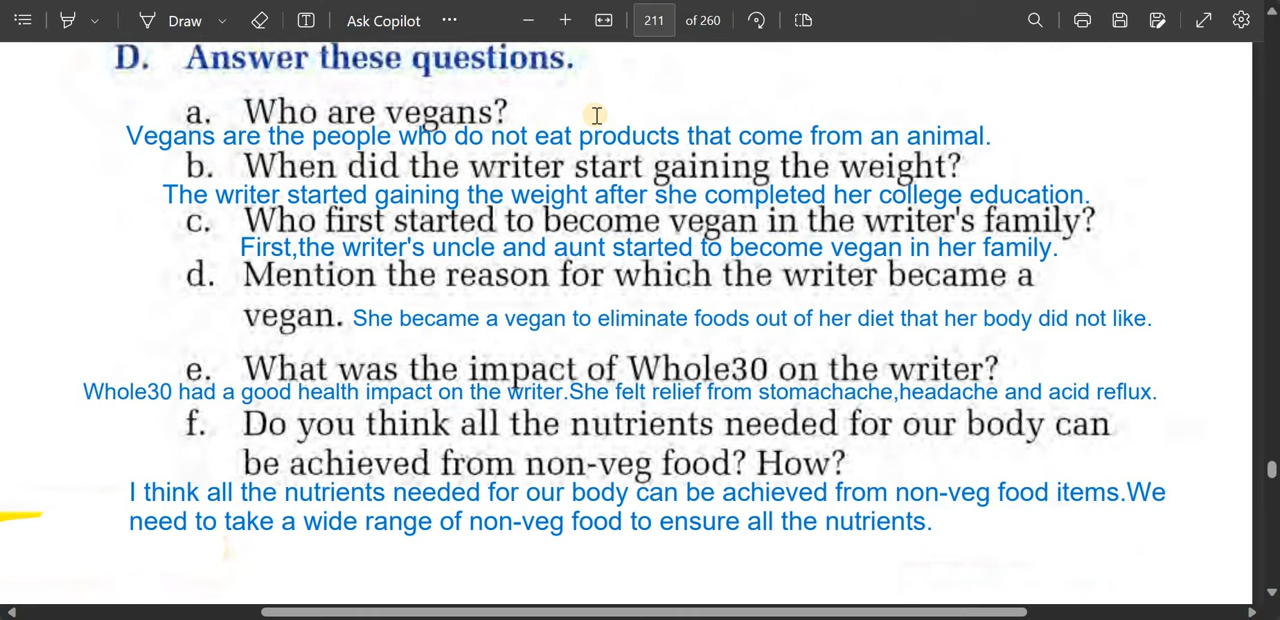 Draw Ask Copilot 211 of 260
D. Answer these questions.
a. Who are vegans?
Vegans are the people who do not eat products that come from an animal.
b. When did the writer start gaining the weight?
The writer started gaining the weight after she completed her college education.
c. Who first started to become vegan in the writer's family?
First,the writer's uncle and aunt started to become vegan in her family.
d. Mention the reason for which the writer became a
vegan. She became a vegan to eliminate foods out of her diet that her body did not like.
e. What was the impact of Whole30 on the writer?
Whole30 had a good health impact on the writer.She felt relief from stomachache,headache and acid reflux.
f. Do you think all the nutrients needed for our body can
be achieved from non-veg food? How?
I think all the nutrients needed for our body can be achieved from non-veg food items.We
need to take a wide range of non-veg food to ensure all the nutrients.